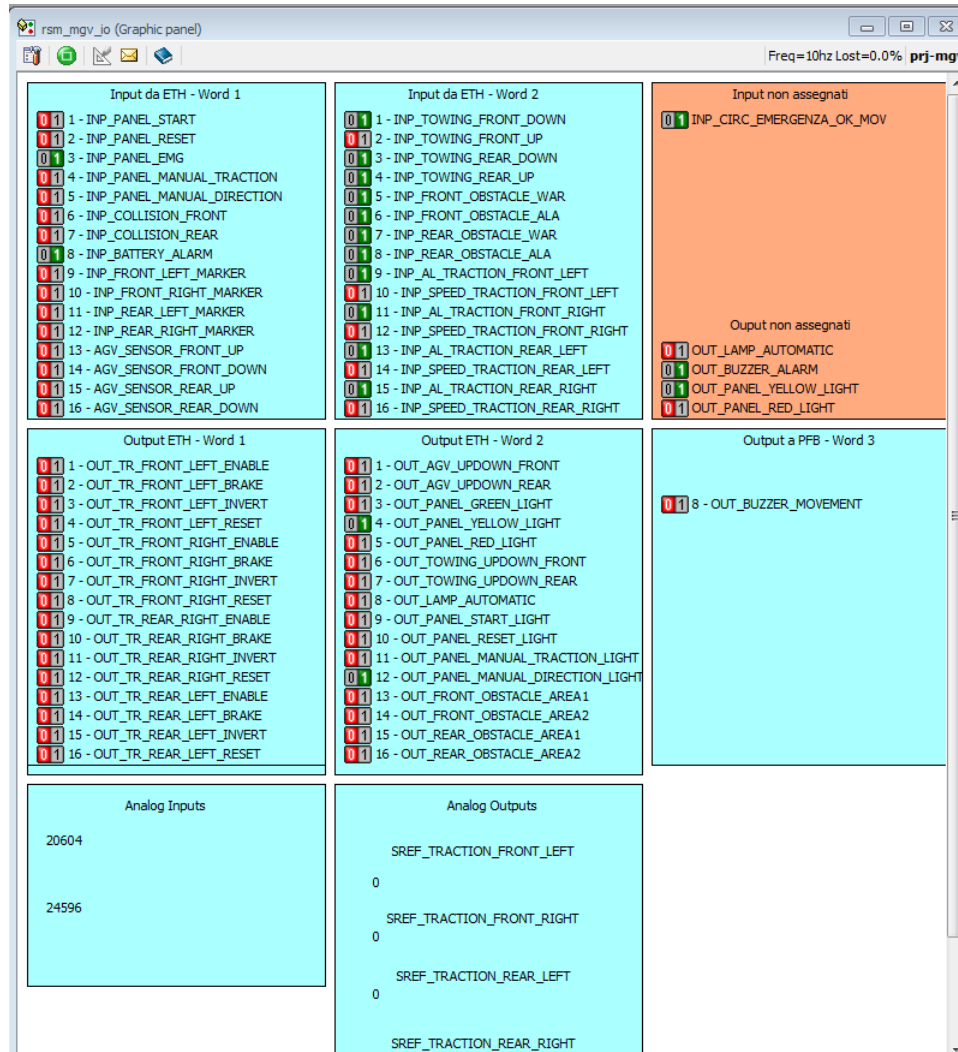 rsm_mgv_io (Graphic panel)
Freq=10hz Lost=0.0% prj-mgv
Input da ETH - Word 1
0 1 1 - INP_PANEL_START
0 1 2 - INP_PANEL_RESET
0 1 3 - INP_PANEL_EMG
0 1 4 - INP_PANEL_MANUAL_TRACTION
0 1 5 - INP_PANEL_MANUAL_DIRECTION
0 1 6 - INP_COLLISION_FRONT
0 1 7 - INP_COLLISION_REAR
0 1 8 - INP_BATTERY_ALARM
0 1 9 - INP_FRONT_LEFT_MARKER
0 1 10 - INP_FRONT_RIGHT_MARKER
0 1 11 - INP_REAR_LEFT_MARKER
0 1 12 - INP_REAR_RIGHT_MARKER
0 1 13 - AGV_SENSOR_FRONT_UP
0 1 14 - AGV_SENSOR_FRONT_DOWN
0 1 15 - AGV_SENSOR_REAR_UP
0 1 16 - AGV_SENSOR_REAR_DOWN
Input da ETH - Word 2
0 1 1 - INP_TOWING_FRONT_DOWN
0 1 2 - INP_TOWING_FRONT_UP
0 1 3 - INP_TOWING_REAR_DOWN
0 1 4 - INP_TOWING_REAR_UP
0 1 5 - INP_FRONT_OBSTACLE_WAR
0 1 6 - INP_FRONT_OBSTACLE_ALA
0 1 7 - INP_REAR_OBSTACLE_WAR
0 1 8 - INP_REAR_OBSTACLE_ALA
0 1 9 - INP_AL_TRACTION_FRONT_LEFT
0 1 10 - INP_SPEED_TRACTION_FRONT_LEFT
0 1 11 - INP_AL_TRACTION_FRONT_RIGHT
0 1 12 - INP_SPEED_TRACTION_FRONT_RIGHT
0 1 13 - INP_AL_TRACTION_REAR_LEFT
0 1 14 - INP_SPEED_TRACTION_REAR_LEFT
0 1 15 - INP_AL_TRACTION_REAR_RIGHT
0 1 16 - INP_SPEED_TRACTION_REAR_RIGHT
Input non assegnati
0 1 INP_CIRC_EMERGENZA_OK_MOV
Ouput non assegnati
0 1 OUT_LAMP_AUTOMATIC
0 1 OUT_BUZZER_ALARM
0 1 OUT_PANEL_YELLOW_LIGHT
0 1 OUT_PANEL_RED_LIGHT
Output ETH - Word 1
0 1 1 - OUT_TR_FRONT_LEFT_ENABLE
0 1 2 - OUT_TR_FRONT_LEFT_BRAKE
0 1 3 - OUT_TR_FRONT_LEFT_INVERT
0 1 4 - OUT_TR_FRONT_LEFT_RESET
0 1 5 - OUT_TR_FRONT_RIGHT_ENABLE
0 1 6 - OUT_TR_FRONT_RIGHT_BRAKE
0 1 7 - OUT_TR_FRONT_RIGHT_INVERT
0 1 8 - OUT_TR_FRONT_RIGHT_RESET
0 1 9 - OUT_TR_REAR_RIGHT_ENABLE
0 1 10 - OUT_TR_REAR_RIGHT_BRAKE
0 1 11 - OUT_TR_REAR_RIGHT_INVERT
0 1 12 - OUT_TR_REAR_RIGHT_RESET
0 1 13 - OUT_TR_REAR_LEFT_ENABLE
0 1 14 - OUT_TR_REAR_LEFT_BRAKE
0 1 15 - OUT_TR_REAR_LEFT_INVERT
0 1 16 - OUT_TR_REAR_LEFT_RESET
Output ETH - Word 2
0 1 1 - OUT_AGV_UPDOWN_FRONT
0 1 2 - OUT_AGV_UPDOWN_REAR
0 1 3 - OUT_PANEL_GREEN_LIGHT
0 1 4 - OUT_PANEL_YELLOW_LIGHT
0 1 5 - OUT_PANEL_RED_LIGHT
0 1 6 - OUT_TOWING_UPDOWN_FRONT
0 1 7 - OUT_TOWING_UPDOWN_REAR
0 1 8 - OUT_LAMP_AUTOMATIC
0 1 9 - OUT_PANEL_START_LIGHT
0 1 10 - OUT_PANEL_RESET_LIGHT
0 1 11 - OUT_PANEL_MANUAL_TRACTION_LIGHT
0 1 12 - OUT_PANEL_MANUAL_DIRECTION_LIGHT
0 1 13 - OUT_FRONT_OBSTACLE_AREA1
0 1 14 - OUT_FRONT_OBSTACLE_AREA2
0 1 15 - OUT_REAR_OBSTACLE_AREA1
0 1 16 - OUT_REAR_OBSTACLE_AREA2
Output a PFB - Word 3
0 1 8 - OUT_BUZZER_MOVEMENT
Analog Inputs
20604
24596
Analog Outputs
SREF_TRACTION_FRONT_LEFT
0
SREF_TRACTION_FRONT_RIGHT
0
SREF_TRACTION_REAR_LEFT
0
SREF_TRACTION_REAR_RIGHT